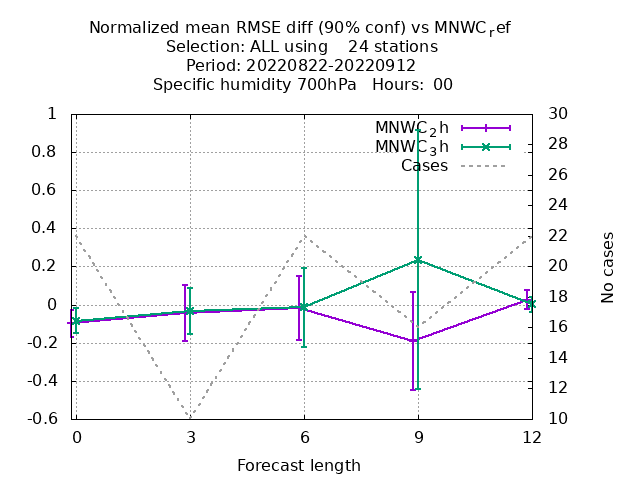 Normalized mean RMSE diff (90% conf) vs MNWCref
Selection: ALL using    24 stations
Period: 20220822-20220912
Specific humidity 700hPa   Hours:  00
MNWC2h
MNWC3h
Cases
1
0.8
0.6
0.4
0.2
0
-0.2
-0.4
-0.6
30
28
26
24
22
20
18
16
14
12
10
No cases
0 3 6 9 12
Forecast length